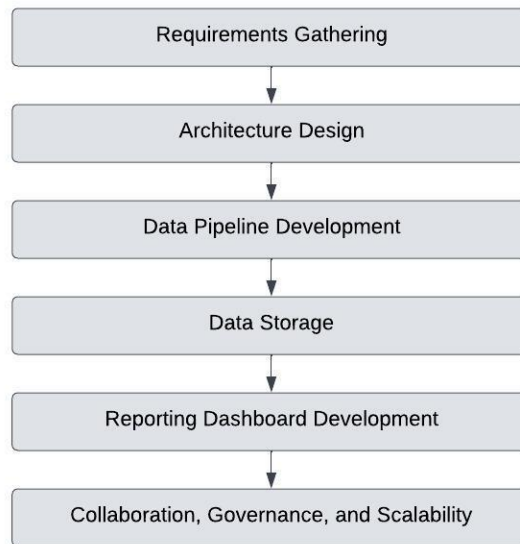 Requirements Gathering
Architecture Design
Data Pipeline Development
Data Storage
Reporting Dashboard Development
Collaboration, Governance, and Scalability